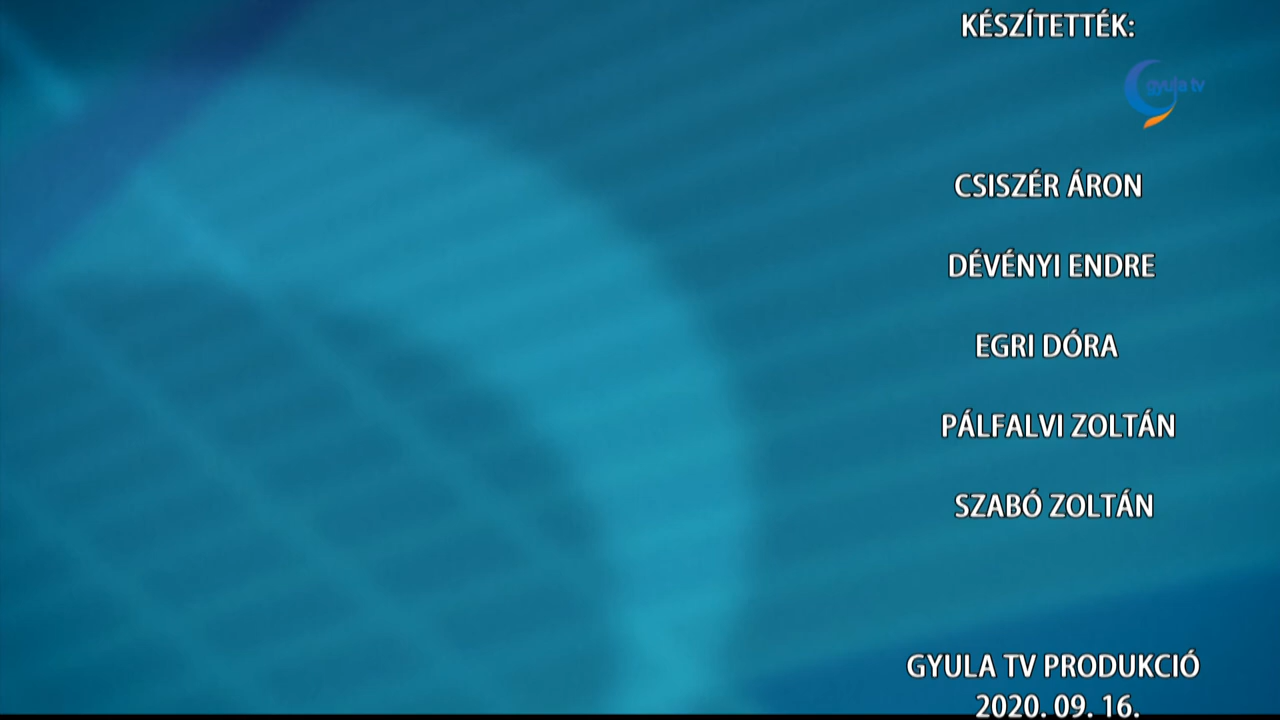 KÉSZÍTETTÉK:
gyula tv
CSISZÉR ÁRON
DÉVÉNYI ENDRE
EGRI DÓRA
PÁLFALVI ZOLTÁN
SZABÓ ZOLTÁN
GYULA TV PRODUKCIÓ
2020. 09. 16.